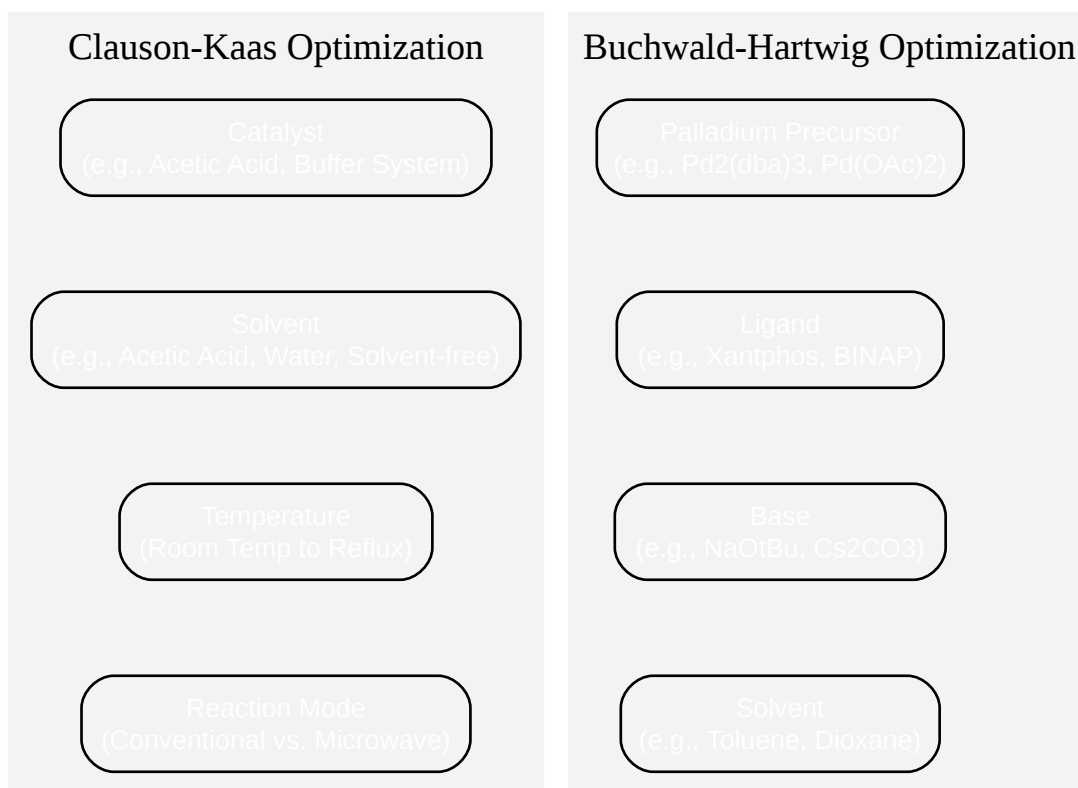 Clauson-Kaas Optimization
Catalyst
(e.g., Acetic Acid, Buffer System)
Solvent
(e.g., Acetic Acid, Water, Solvent-free)
Temperature
(Room Temp to Reflux)
Reaction Mode
(Conventional vs. Microwave)
Buchwald-Hartwig Optimization
Palladium Precursor
(e.g., Pd2(dba)3, Pd(OAc)2)
Ligand
(e.g., Xantphos, BINAP)
Base
(e.g., NaOtBu, Cs2CO3)
Solvent
(e.g., Toluene, Dioxane)